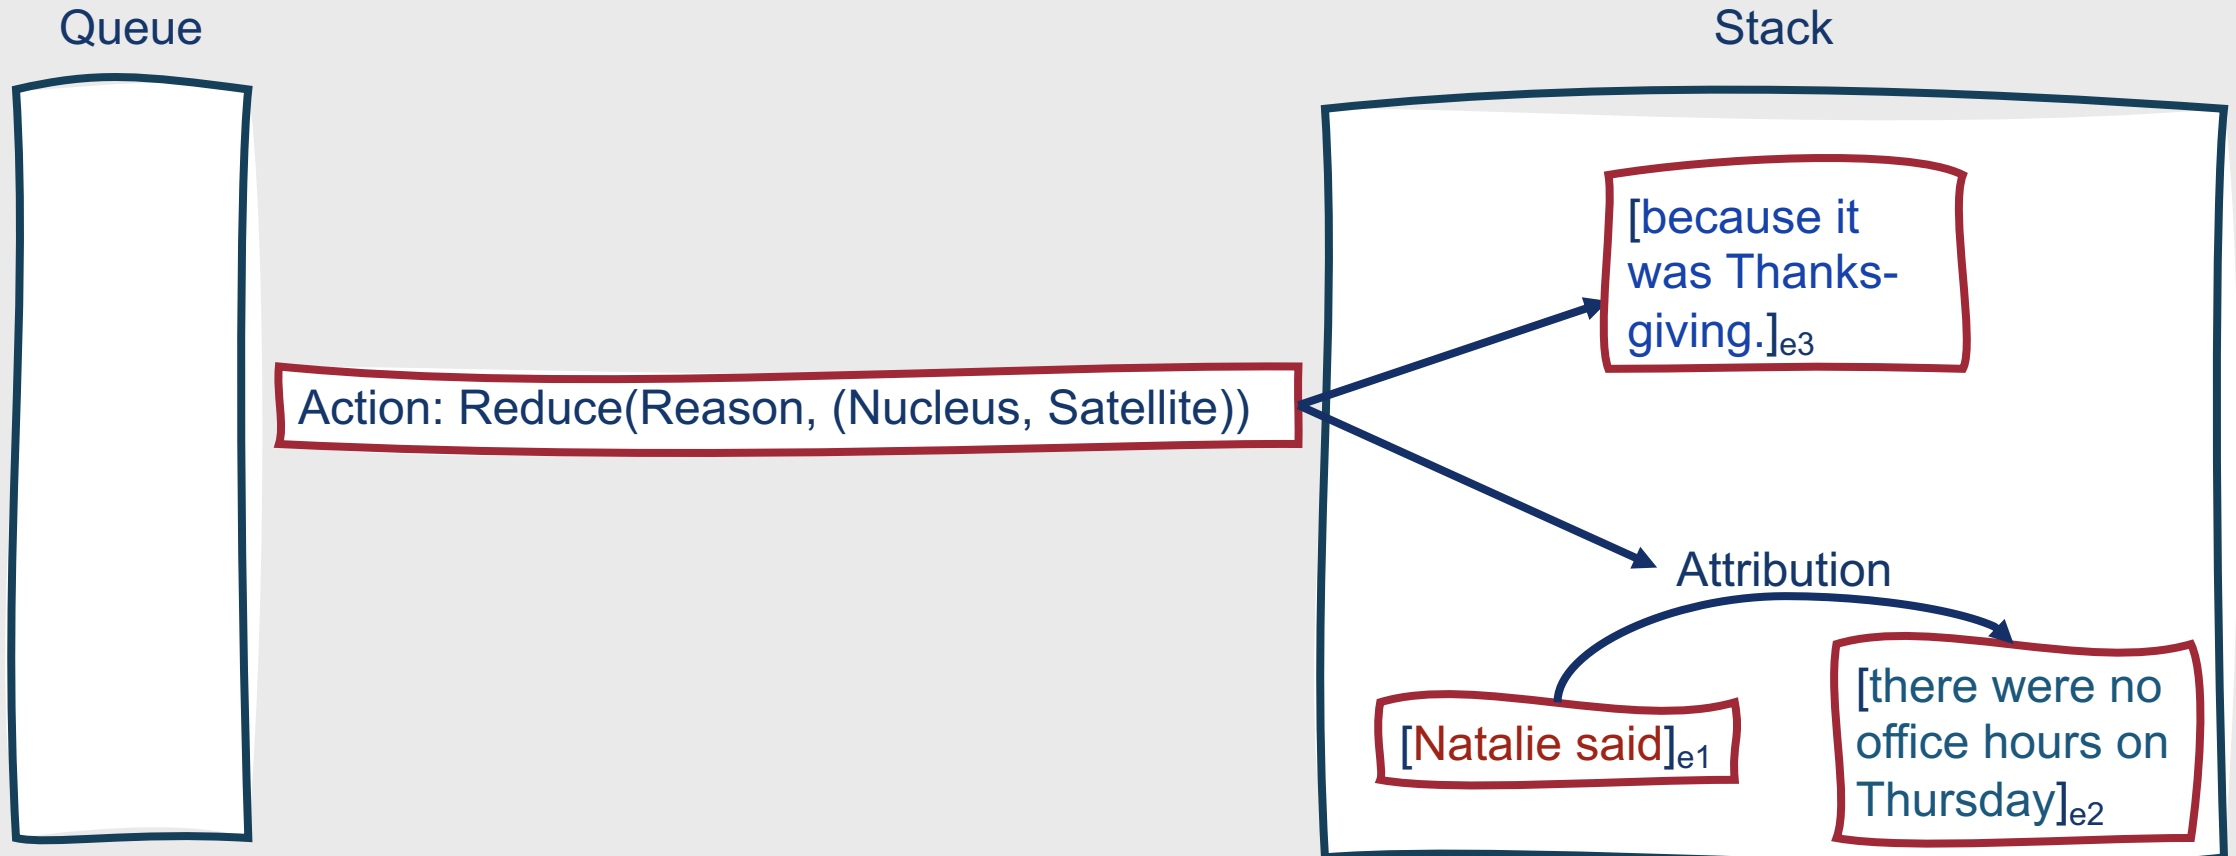 Queue
Stack
[because it
was Thanks-
giving.]e3
Action: Reduce(Reason, (Nucleus, Satellite))
Attribution
[Natalie said]e1
[there were no
office hours on
Thursday]e2